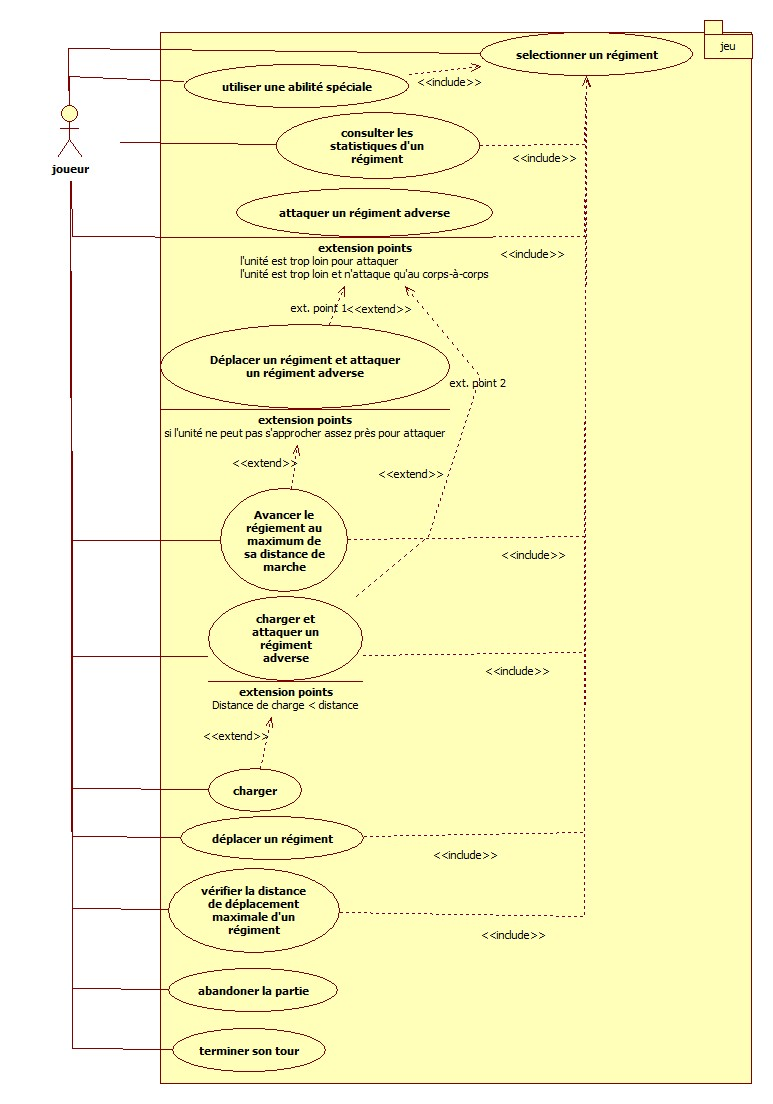 jeu
selectionner un régiment
utiliser une abilité spéciale
<<include>>
joueur
consulter les
statistiques d'un
régiment
<<include>>
attaquer un régiment adverse
<<include>>
extension points
l'unité est trop loin pour attaquer
l'unité est trop loin et n'attaque qu'au corps-à-corps
ext. point 1
<<extend>>
Déplacer un régiment et attaquer
un régiment adverse
ext. point 2
extension points
si l'unité ne peut pas s'approcher assez près pour attaquer
<<extend>>
<<extend>>
Avancer le
régiement au
maximum de
sa distance de
marche
<<include>>
charger et
attaquer un
régiment
adverse
<<include>>
extension points
Distance de charge < distance
<<extend>>
charger
déplacer un régiment
<<include>>
vérifier la distance
de déplacement
maximale d'un
régiment
<<include>>
abandoner la partie
terminer son tour